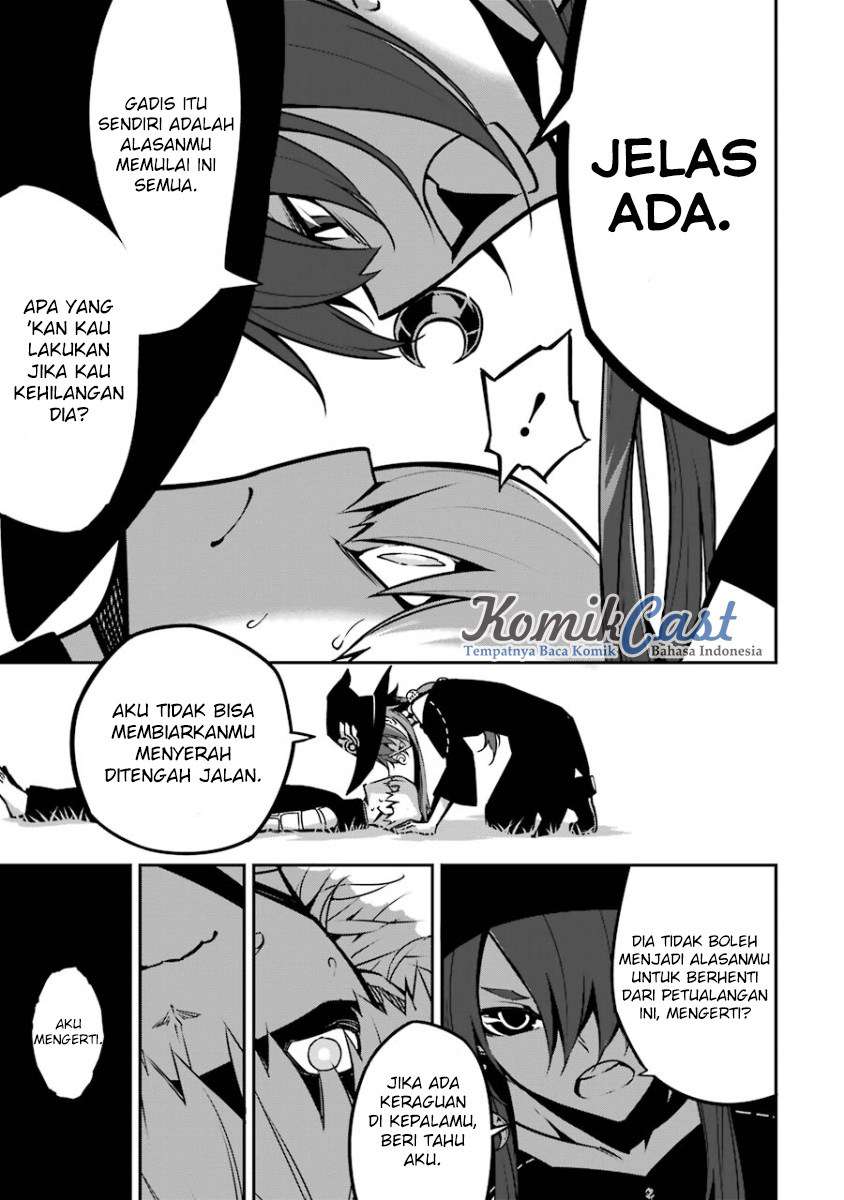 JELAS
ADA.
GADIS ITU
SENDIRI ADALAH
ALASANMU
MEMULAI INI
SEMUA.
APA YANG
'KAN KAU
LAKUKAN
JIKA KAU
KEHILANGAN
DIA?
!
KomikCast
Tempatnya Baca Komik Bahasa Indonesia
AKU TIDAK BISA
MEMBIARKANMU
MENYERAH
DITENGAH JALAN.
DIA TIDAK BOLEH
MENJADI ALASANMU
UNTUK BERHENTI
DARI PETUALANGAN
INI, MENGERTI?
JIKA ADA
KERAGUAN
DI KEPALAMU,
BERI TAHU
AKU.
AKU
MENGERTI.